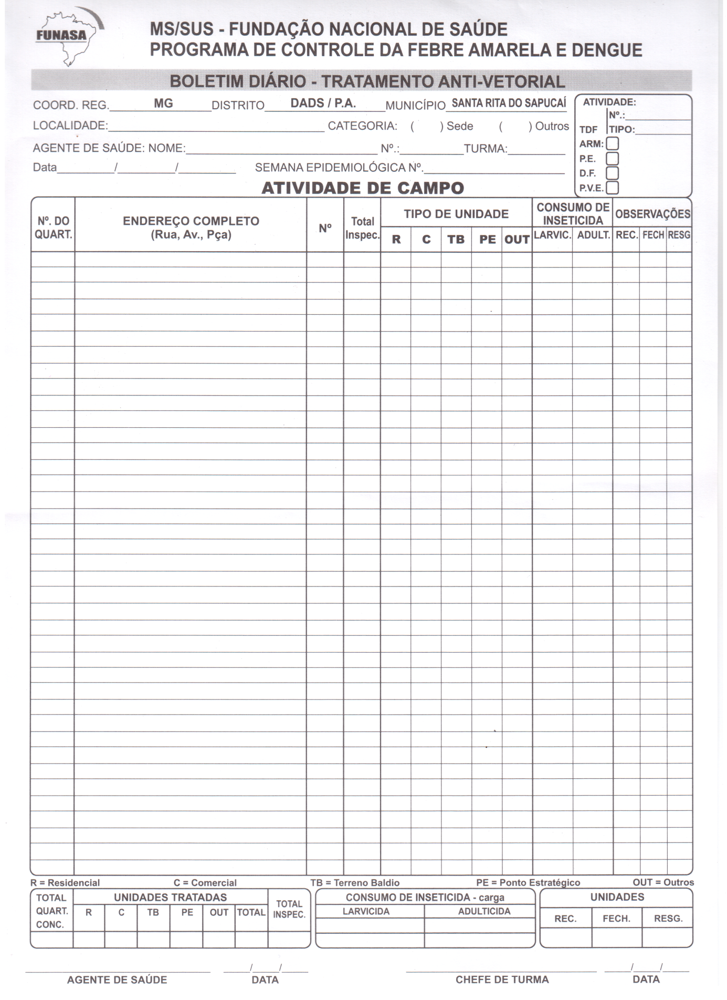 FUNASA
MS/SUS - FUNDAÇÃO NACIONAL DE SAÚDE
PROGRAMA DE CONTROLE DA FEBRE AMARELA E DENGUE
BOLETIM DIÁRIO - TRATAMENTO ANTI-VETORIAL
COORD. REG. MG DISTRITO DADS / P.A. MUNICÍPIO SANTA RITA DO SAPUCAÍ
LOCALIDADE: CATEGORIA: ( ) Sede ( ) Outros
AGENTE DE SAÚDE: NOME: Nº.: TURMA:
Data / / SEMANA EPIDEMIOLÓGICA Nº.
ATIVIDADE:
Nº.:
TDF TIPO:
ARM:
P.E.
D.F.
P.V.E.
ATIVIDADE DE CAMPO
Nº. DO QUART. ENDEREÇO COMPLETO (Rua, Av., Pça) Nº Total Inspec. TIPO DE UNIDADE CONSUMO DE INSETICIDA OBSERVAÇÕES
R C TB PE OUT LARVIC. ADULT. REC. FECH RESG
R = Residencial C = Comercial TB = Terreno Baldio PE = Ponto Estratégico OUT = Outros
TOTAL QUART. CONC. UNIDADES TRATADAS TOTAL INSPEC. CONSUMO DE INSETICIDA - carga UNIDADES
R C TB PE OUT TOTAL LARVICIDA ADULTICIDA REC. FECH. RESG.
/ / / /
AGENTE DE SAÚDE DATA CHEFE DE TURMA DATA